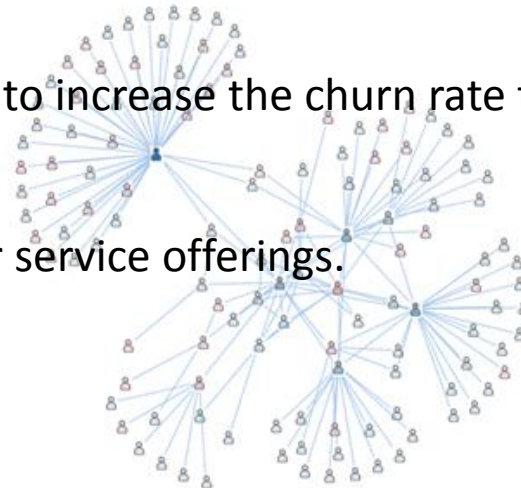 to increase the churn rate
service offerings.